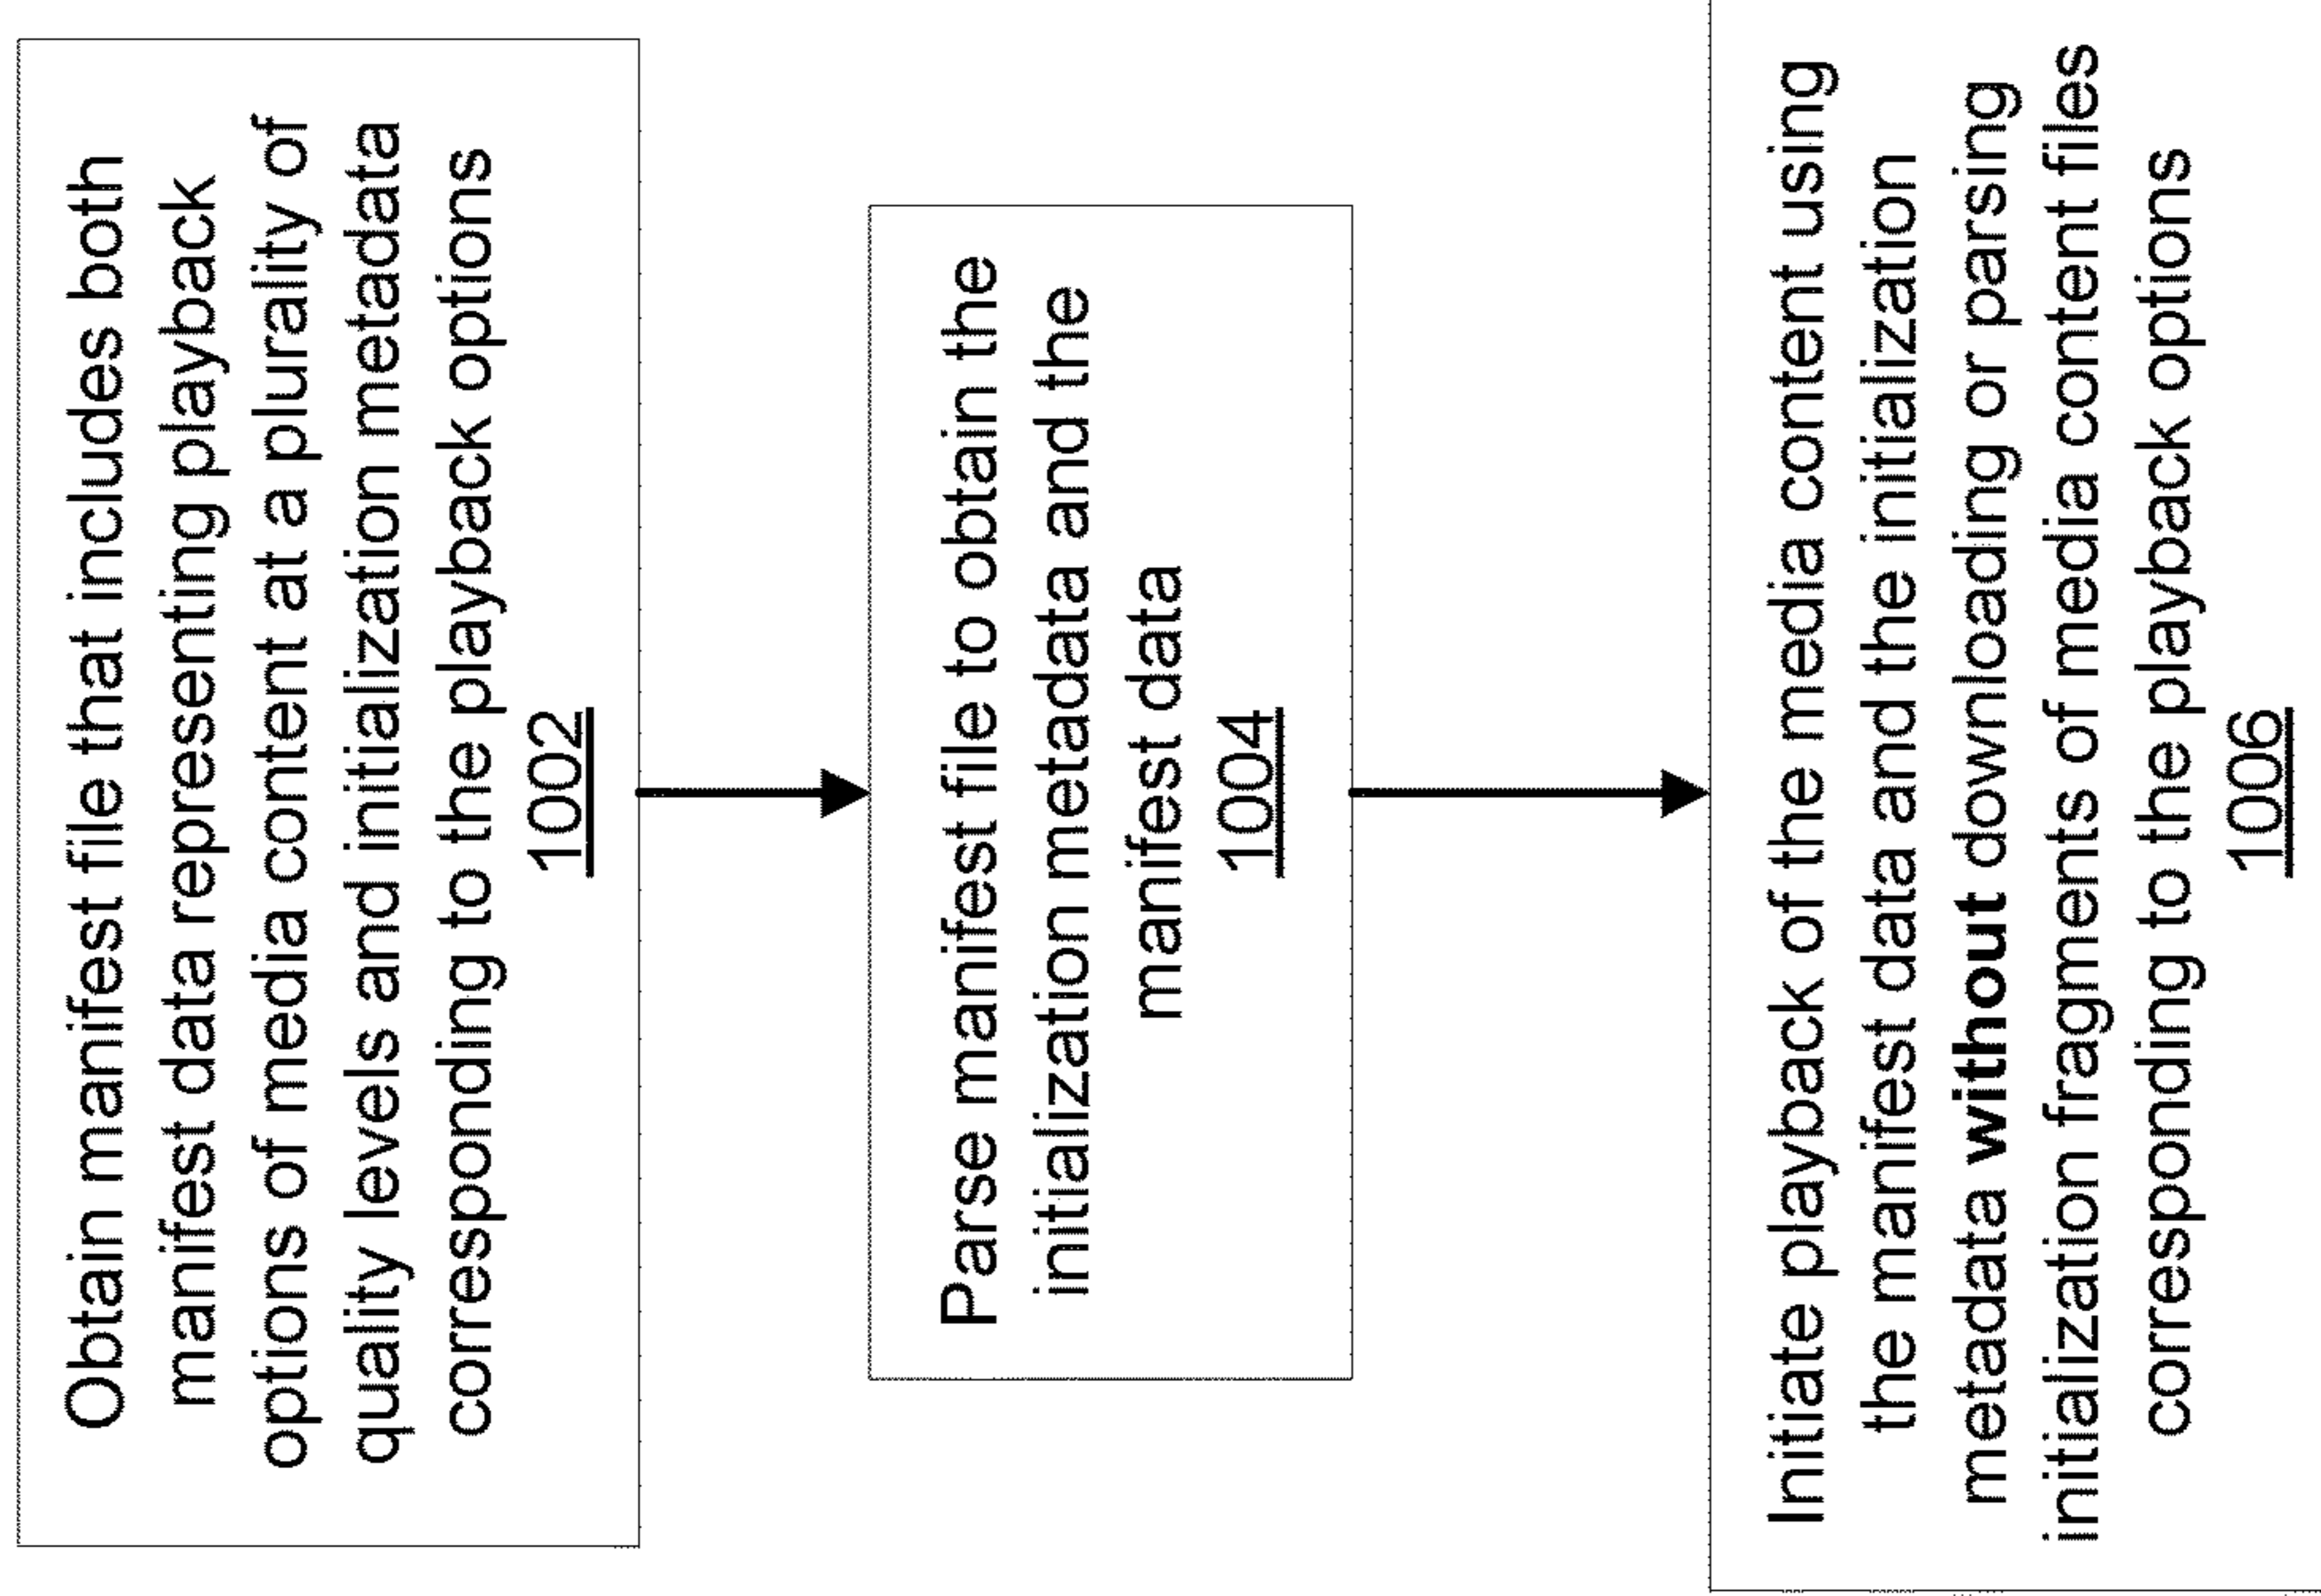 Obtain manifest file that includes both
manifest data representing playback
options of media content at a plurality of
quality levels and initialization metadata
corresponding to the playback options
1002
Parse manifest file to obtain the
initialization metadata and the
manifest data
1004
Initiate playback of the media content using
the manifest data and the initialization
metadata without downloading or parsing
initialization fragments of media content files
corresponding to the playback options
1006